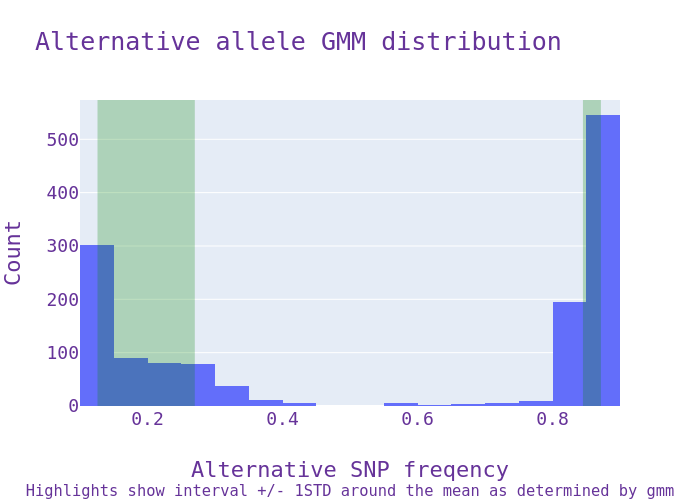 Alternative allele GMM distribution
Count
500
400
300
200
100
0
0.2 0.4 0.6 0.8
Alternative SNP freqency
Highlights show interval +/- 1STD around the mean as determined by gmm